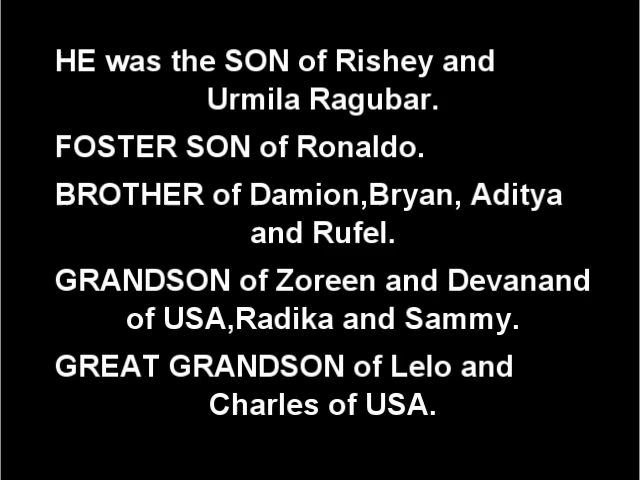 HE was the SON of Rishey and
Urmila Ragubar.
FOSTER SON of Ronaldo.
BROTHER of Damion,Bryan, Aditya
and Rufel.
GRANDSON of Zoreen and Devanand
of USA,Radika and Sammy.
GREAT GRANDSON of Lelo and
Charles of USA.